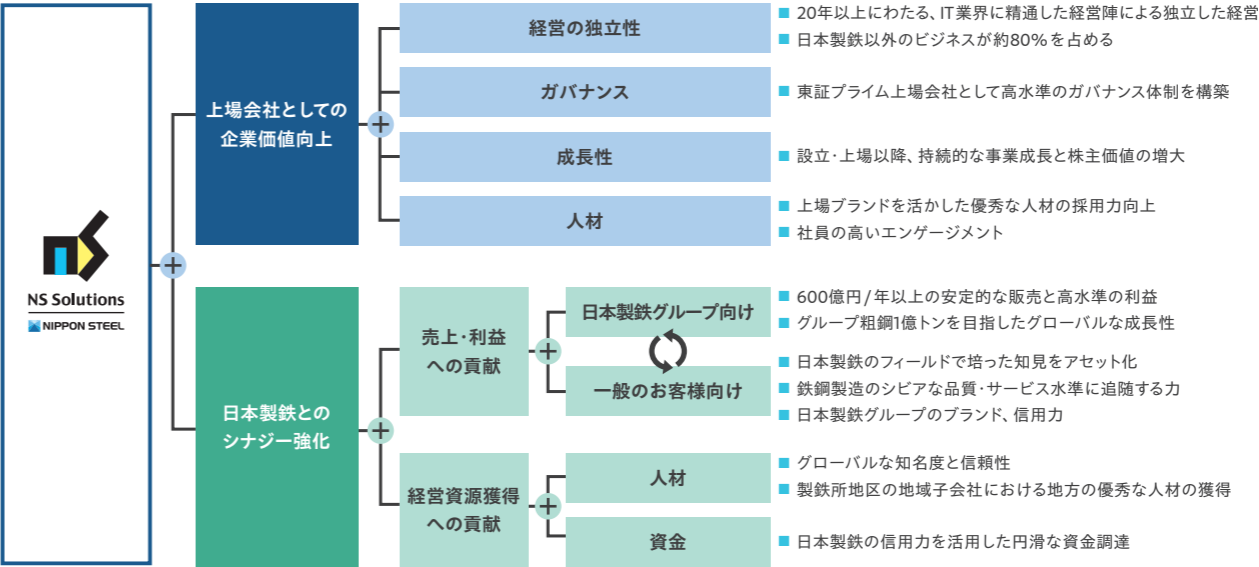 NS Solutions
NIPPON STEEL
上場会社としての
企業価値向上
経営の独立性
■ 20年以上にわたる、IT業界に精通した経営陣による独立した経営
■ 日本製鉄以外のビジネスが約80%を占める
ガバナンス
■ 東証プライム上場会社として高水準のガバナンス体制を構築
成長性
■ 設立・上場以降、持続的な事業成長と株主価値の増大
人材
■ 上場ブランドを活かした優秀な人材の採用力向上
■ 社員の高いエンゲージメント
日本製鉄との
シナジー強化
売上・利益
への貢献
日本製鉄グループ向け
■ 600億円/年以上の安定的な販売と高水準の利益
■ グループ粗鋼1億トンを目指したグローバルな成長性
一般のお客様向け
■ 日本製鉄のフィールドで培った知見をアセット化
■ 鉄鋼製造のシビアな品質・サービス水準に追随する力
■ 日本製鉄グループのブランド、信用力
経営資源獲得
への貢献
人材
■ グローバルな知名度と信頼性
■ 製鉄所地区の地域子会社における地方の優秀な人材の獲得
資金
■ 日本製鉄の信用力を活用した円滑な資金調達